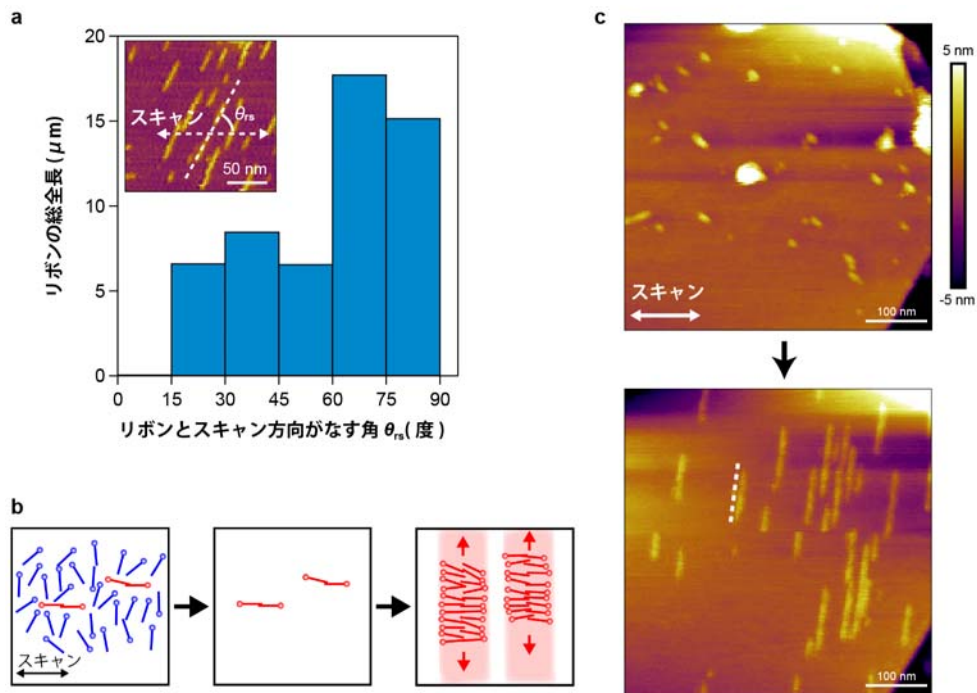 a
20
15
10
5
0
リボンの総全長 (μm)
スキャン
θrs
50 nm
0 15 30 45 60 75 90
リボンとスキャン方向がなす角 θrs( 度 )
b
スキャン
c
スキャン
100 nm
5 nm
-5 nm
100 nm